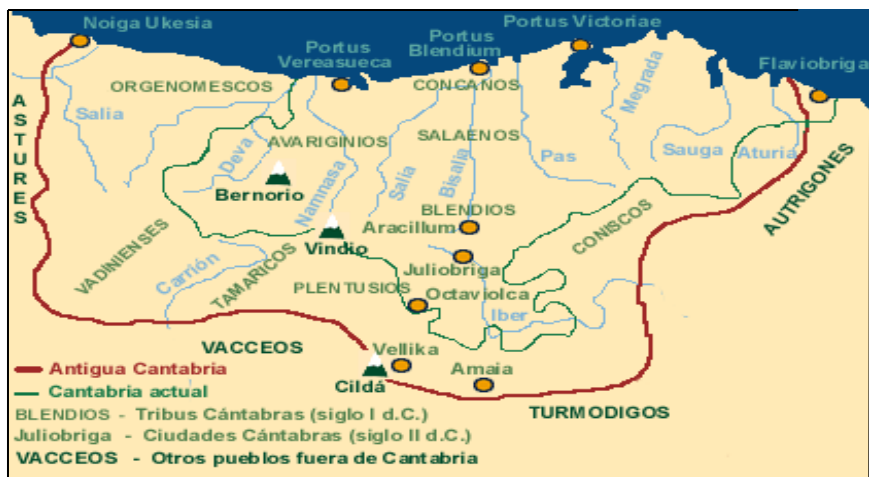 Noiga Ukesia
Portus Vereasueca
Portus Blendium
Portus Victoriae
Flaviobriga
ASTURES
ORGENOMESCOS
CONCANOS
Megrada
Salia
AVARIGINIOS
SALAENOS
Deva
Bernorio
Namnasa
Salia
Bisalia
Pas
Sauga
Aturia
AUTRIGONES
BLENDIOS
Aracillum
CONISCOS
VADINIENSES
Vindio
Carrión
TAMARICOS
Juliobriga
PLENTUSIOS
Octaviolca
Iber
VACCEOS
Vellika
Cildá
Amaia
TURMODIGOS
Antigua Cantabria
Cantabria actual
BLENDIOS - Tribus Cántabras (siglo I d.C.)
Juliobriga - Ciudades Cántabras (siglo II d.C.)
VACCEOS - Otros pueblos fuera de Cantabria